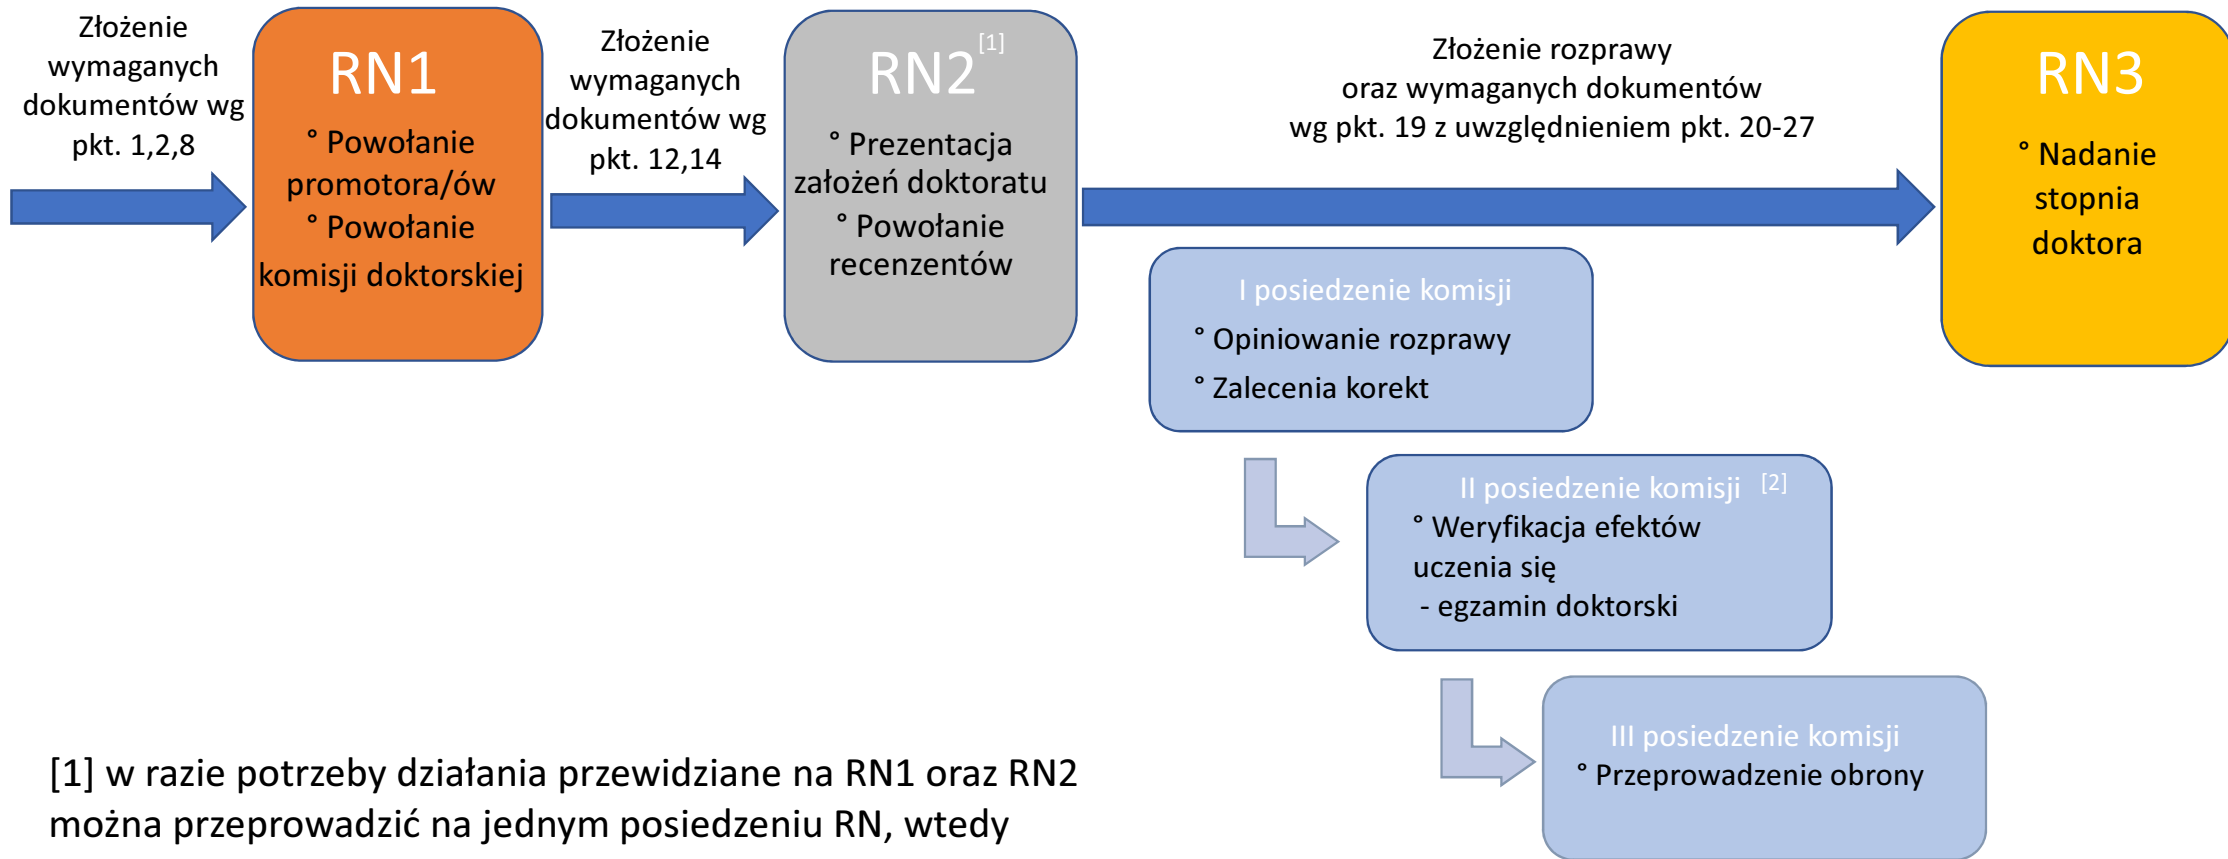 Złożenie
wymaganych
dokumentów wg
pkt. 1,2,8
RN1
° Powołanie
promotora/ów
° Powołanie
komisji doktorskiej
Złożenie
wymaganych
dokumentów wg
pkt. 12,14
RN2 [1]
° Prezentacja
założeń doktoratu
° Powołanie
recenzentów
Złożenie rozprawy
oraz wymaganych dokumentów
wg pkt. 19 z uwzględnieniem pkt. 20-27
RN3
° Nadanie
stopnia
doktora
I posiedzenie komisji
° Opiniowanie rozprawy
° Zalecenia korekt
II posiedzenie komisji [2]
° Weryfikacja efektów
uczenia się
- egzamin doktorski
III posiedzenie komisji
° Przeprowadzenie obrony
[1] w razie potrzeby działania przewidziane na RN1 oraz RN2
można przeprowadzić na jednym posiedzeniu RN, wtedy